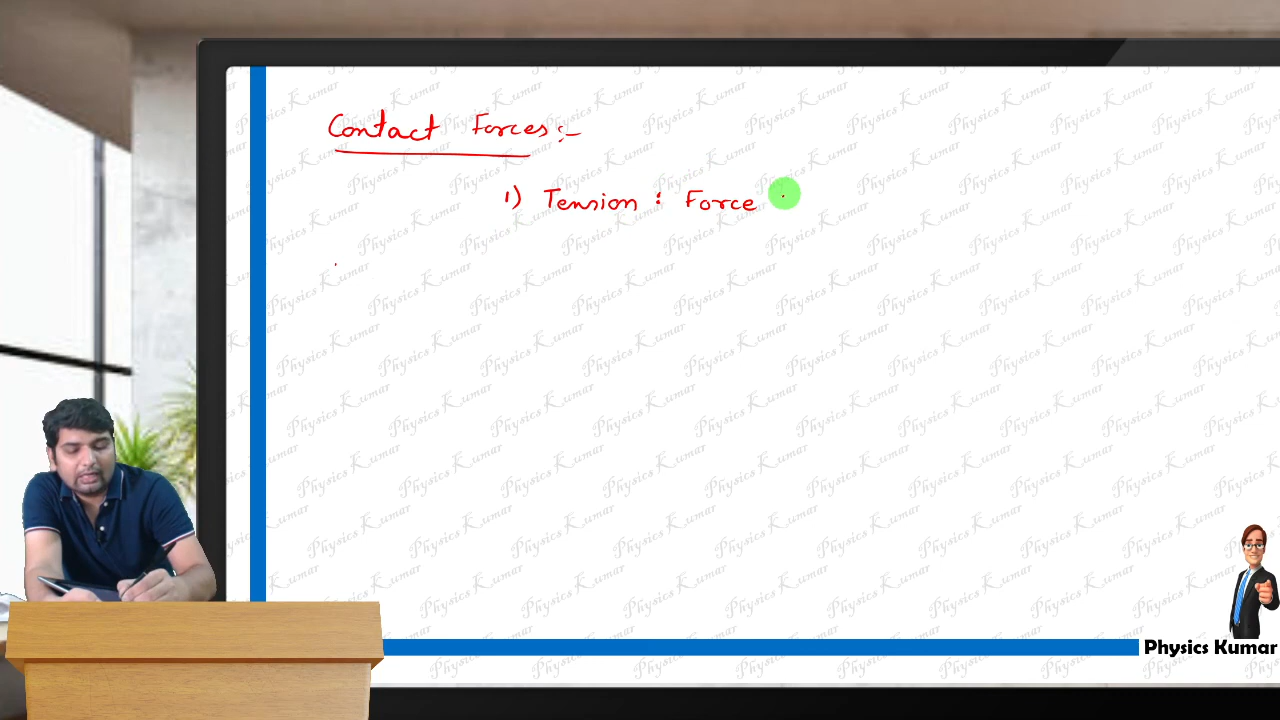 Contact Forces :-
1) Tension : Force
Physics Kumar